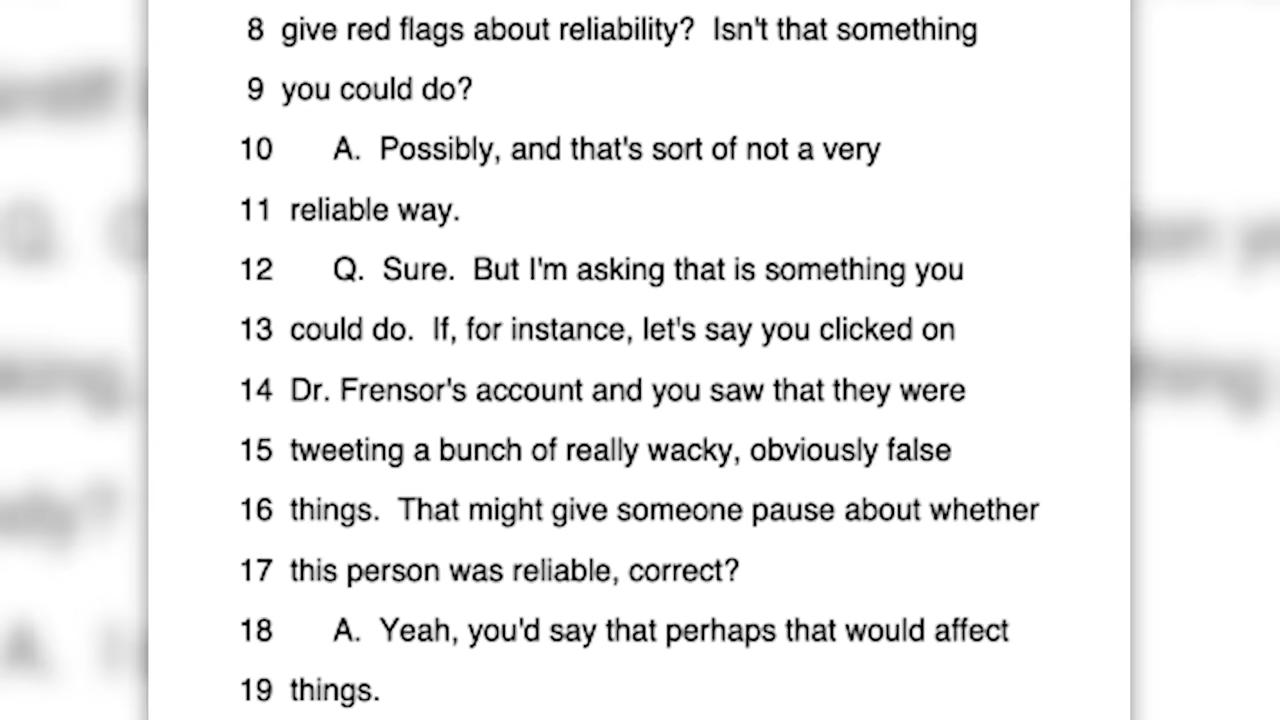 8 give red flags about reliability? Isn't that something
9 you could do?
10 A. Possibly, and that's sort of not a very
11 reliable way.
12 Q. Sure. But I'm asking that is something you
13 could do. If, for instance, let's say you clicked on
14 Dr. Frensor's account and you saw that they were
15 tweeting a bunch of really wacky, obviously false
16 things. That might give someone pause about whether
17 this person was reliable, correct?
18 A. Yeah, you'd say that perhaps that would affect
19 things.